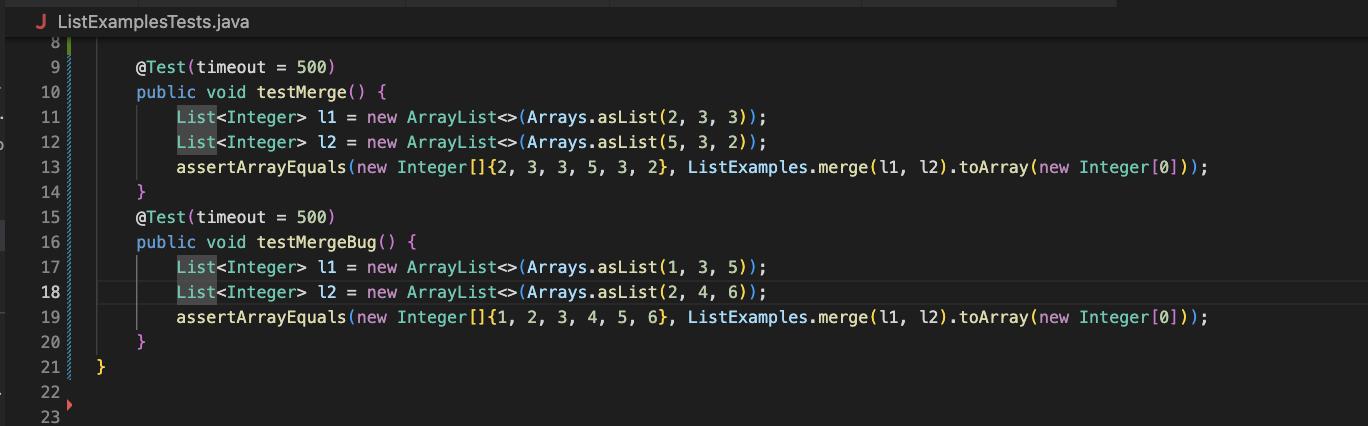 J ListExamplesTests.java
8
9 @Test(timeout = 500)
10 public void testMerge() {
11 List<Integer> l1 = new ArrayList<>(Arrays.asList(2, 3, 3));
12 List<Integer> l2 = new ArrayList<>(Arrays.asList(5, 3, 2));
13 assertArrayEquals(new Integer[]{2, 3, 3, 5, 3, 2}, ListExamples.merge(l1, l2).toArray(new Integer[0]));
14 }
15 @Test(timeout = 500)
16 public void testMergeBug() {
17 List<Integer> l1 = new ArrayList<>(Arrays.asList(1, 3, 5));
18 List<Integer> l2 = new ArrayList<>(Arrays.asList(2, 4, 6));
19 assertArrayEquals(new Integer[]{1, 2, 3, 4, 5, 6}, ListExamples.merge(l1, l2).toArray(new Integer[0]));
20 }
21 }
22
23